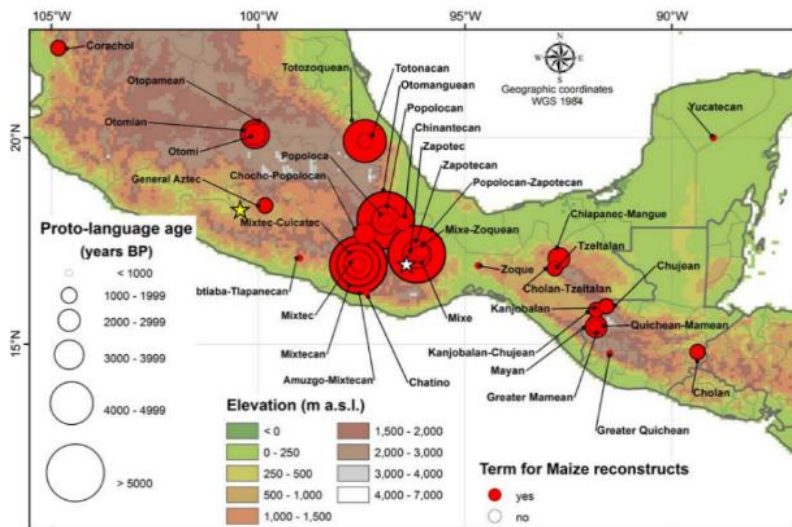 105°W
100°W
95°W
90°W
Corachol
Totozoquean
Totonacan
Otomanguean
Geographic coordinates
WGS 1984
Otopamean
Popolocan
Yucatecan
Chinantecan
20°N
Otomian
Zapotec
Otomi
Popoloca
Zapotecan
General Aztec
Chocho-Popolocan
Popolocan-Zapotecan
Mixtec-Cuicatec
Mixe-Zoquean
Chiapanec-Mangue
Tzeltalan
Proto-language age
(years BP)
< 1000
1000 - 1999
2000 - 2999
3000 - 3999
4000 - 4999
> 5000
btiaba-Tlapanecan
Zoque
Chujean
Cholan-Tzeltalan
Kanjobalan
Mixtec
Mixe
Quichean-Mamean
15°N
Mixtecan
Kanjobalan-Chujean
Mayan
Amuzgo-Mixtecan
Chatino
Cholan
Greater Mamean
Greater Quichean
Elevation (m a.s.l.)
< 0
0 - 250
250 - 500
500 - 1,000
1,000 - 1,500
1,500 - 2,000
2,000 - 3,000
3,000 - 4,000
4,000 - 7,000
Term for Maize reconstructs
yes
no